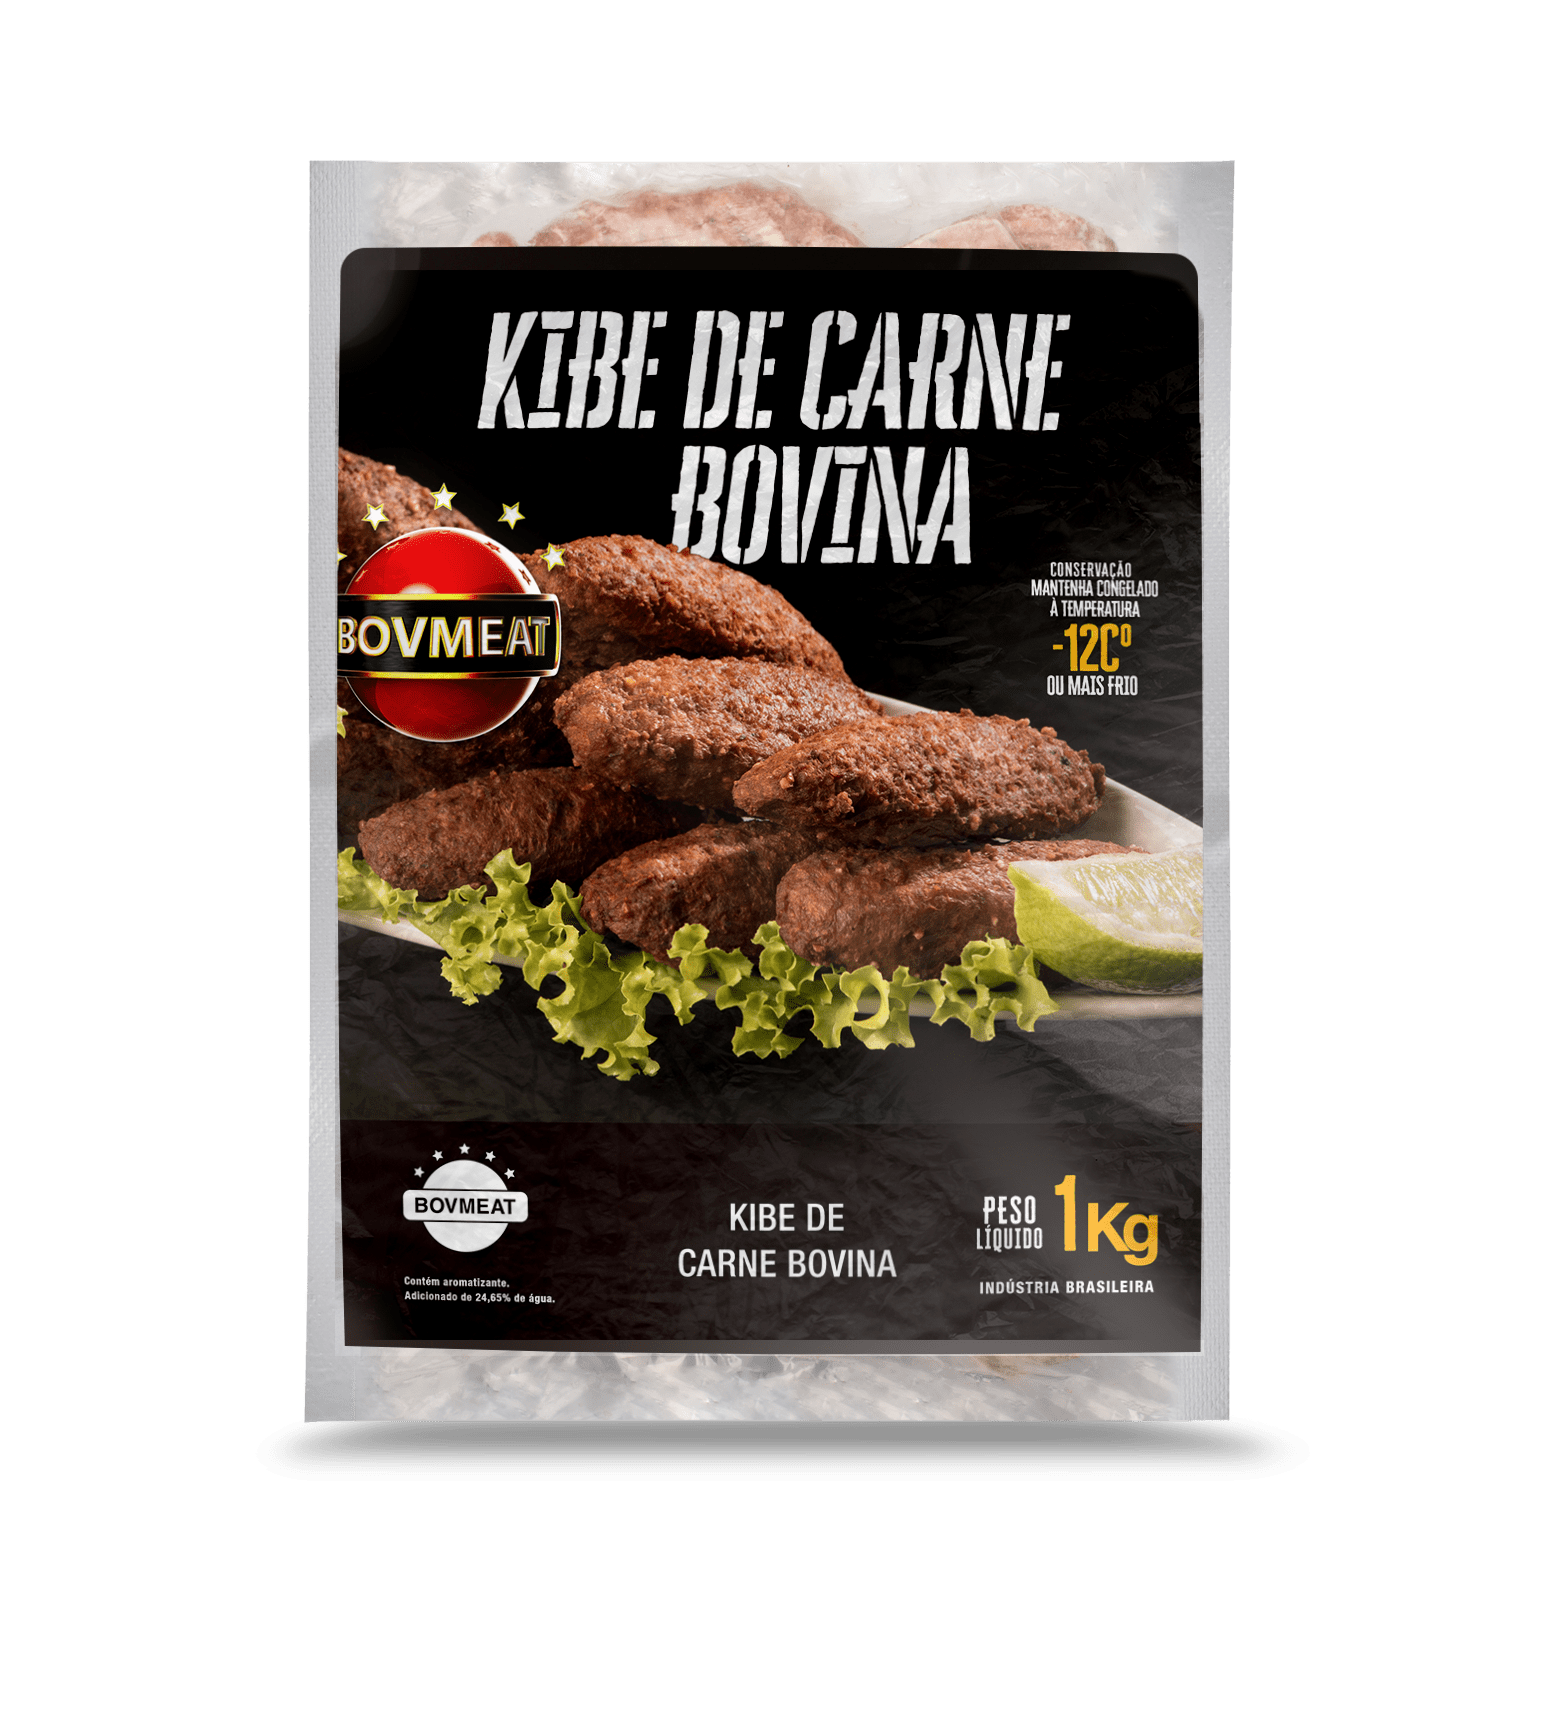 KIBE DE CARNE
BOVINA
BOVMEAT
CONSERVAÇÃO
MANTENHA CONGELADO
À TEMPERATURA
-12Cº
OU MAIS FRIO
BOVMEAT
Contém aromatizante.
Adicionado de 24,65% de água.
KIBE DE
CARNE BOVINA
PESO
LÍQUIDO
1Kg
INDÚSTRIA BRASILEIRA